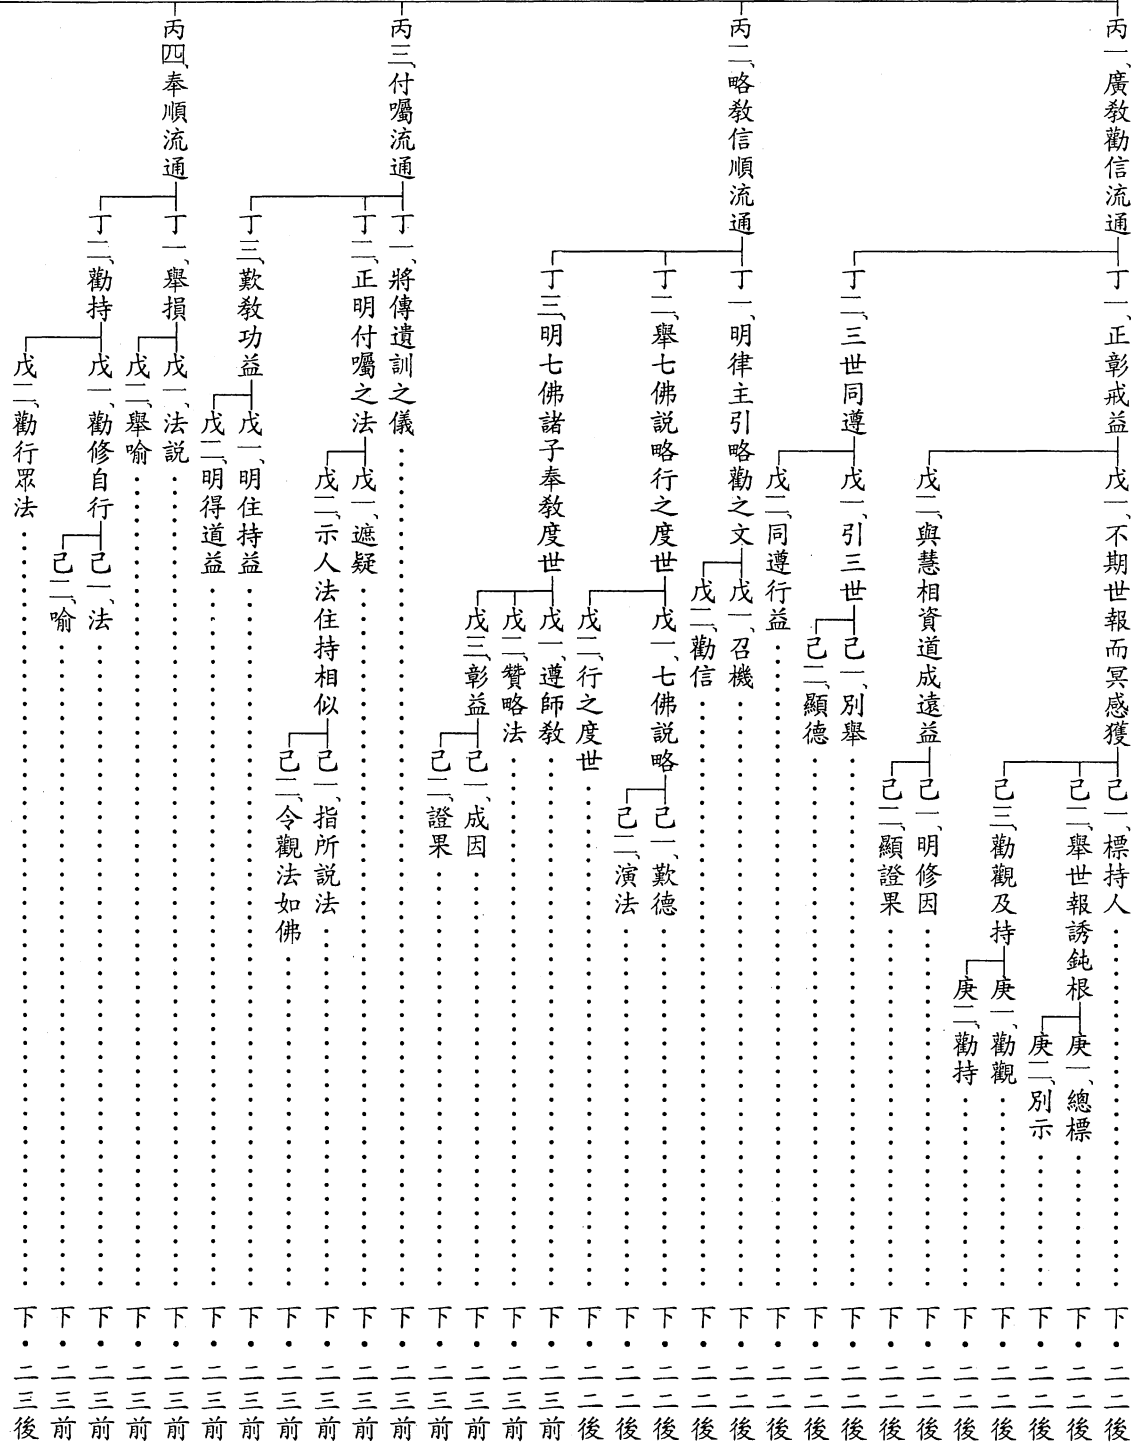 丙一、廣敎勸信流通 丁一、正彰戒益 戊一、不期世報而冥感獲 己一、標持人……下．二二後
己二、舉世報誘鈍根 庚一、總標……下．二二後
庚二、別示……下．二二後
己三、勸觀及持 庚一、勸觀……下．二二後
庚二、勸持……下．二二後
戊二、與慧相資道成遠益 己一、明修因……下．二二後
己二、顯證果……下．二二後
丁二、三世同遵 戊一、引三世 己一、別舉……下．二二後
己二、顯德……下．二二後
戊二、同遵行益……下．二二後
丙二、略敎信順流通 丁一、明律主引略勸之文 戊一、召機……下．二二後
戊二、勸信……下．二二後
丁二、舉七佛説略行之度世 戊一、七佛説略 己一、歎德……下．二二後
己二、演法……下．二二後
戊二、行之度世……下．二二後
丁三、明七佛諸子奉敎度世 戊一、遵師敎……下．二三前
戊二、贊略法……下．二三前
戊三、彰益 己一、成因……下．二三前
己二、證果……下．二三前
丙三、付囑流通 丁一、將傳遺訓之儀……下．二三前
丁二、正明付囑之法 戊一、遮疑……下．二三前
戊二、示人法住持相似 己一、指所説法……下．二三前
己二、令觀法如佛……下．二三前
丁三、歎敎功益 戊一、明住持益……下．二三前
戊二、明得道益……下．二三前
丙四、奉順流通 丁一、舉損 戊一、法説……下．二三前
戊二、舉喻……下．二三前
丁二、勸持 戊一、勸修自行 己一、法……下．二三前
己二、喻……下．二三前
戊二、勸行眾法……下．二三後